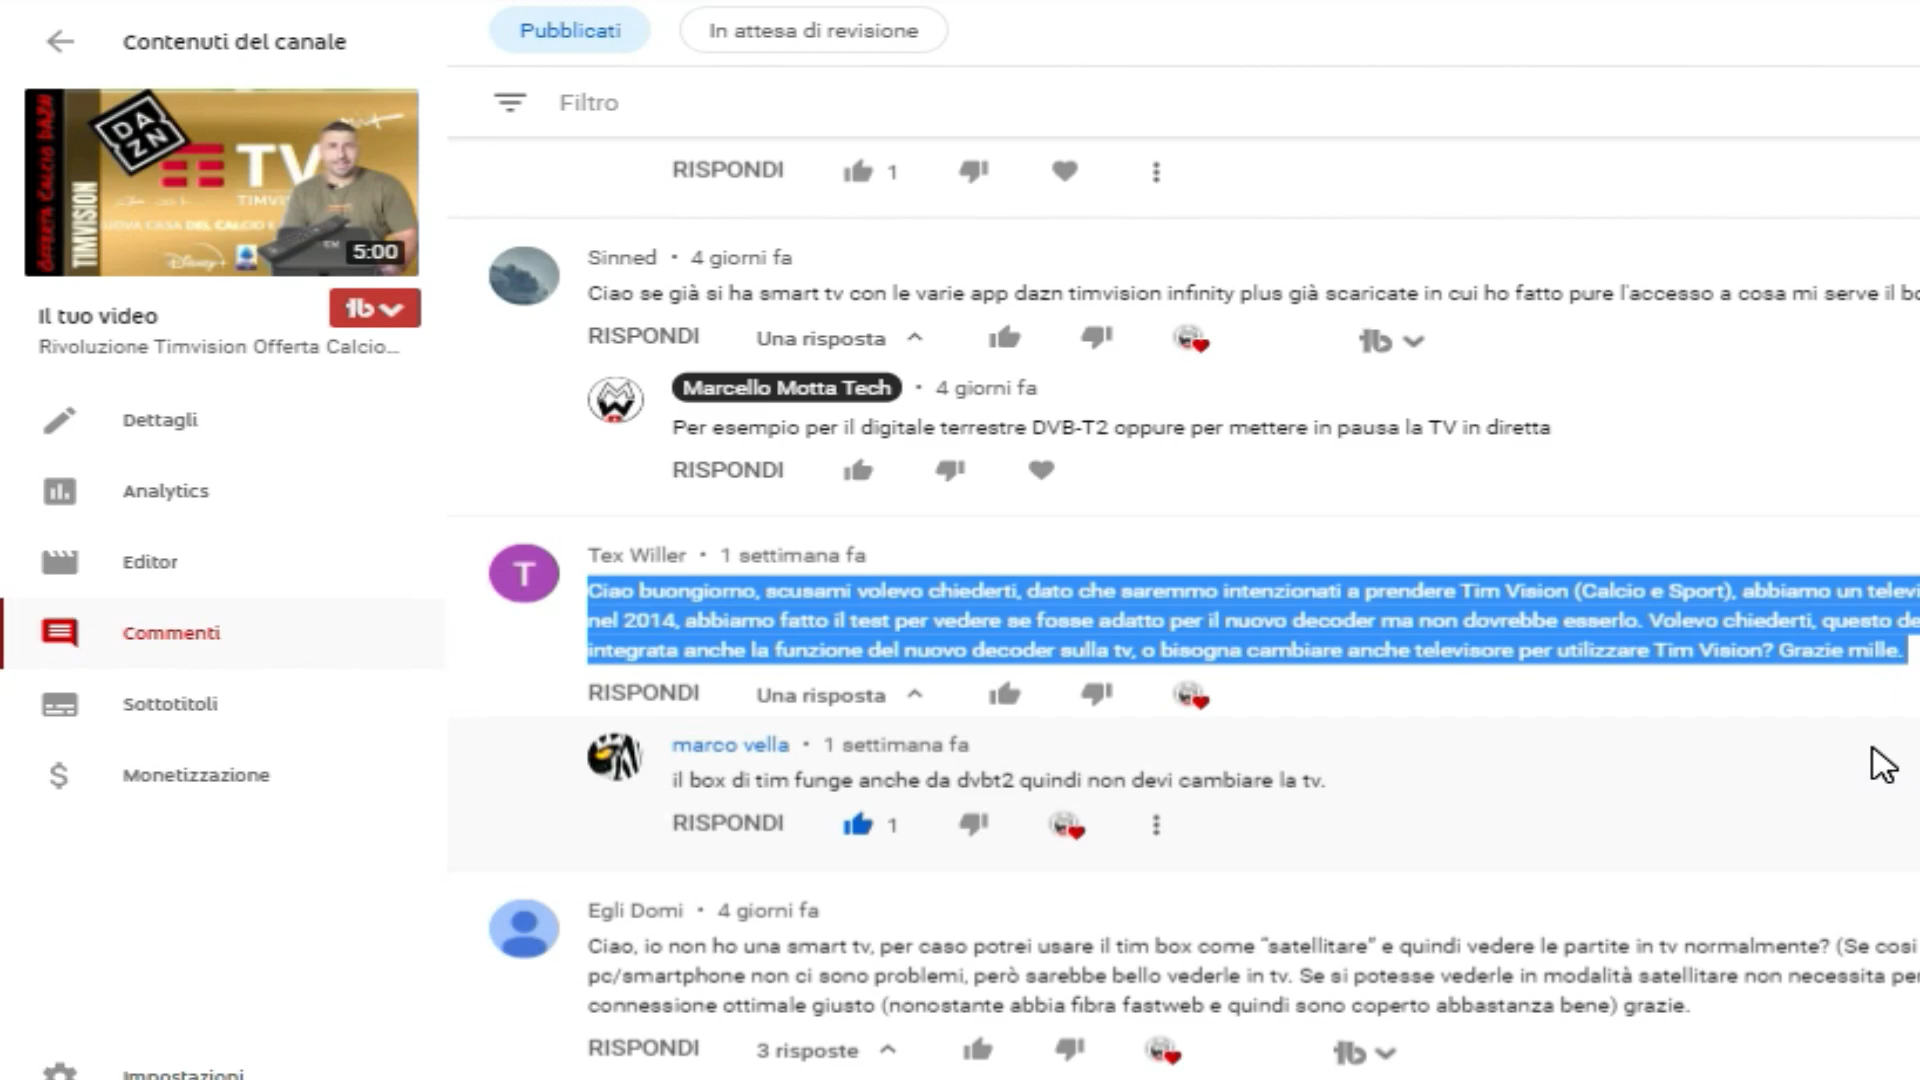 Contenuti del canale
Pubblicati
In attesa di revisione
Filtro
OFFERTA CALCIO DAZN
TIMVISION
DAZN
TV
Disney+
5:00
Il tuo video
Rivoluzione Timvision Offerta Calcio...
Dettagli
Analytics
Editor
Commenti
Sottotitoli
Monetizzazione
Impostazioni
RISPONDI 1
Sinned • 4 giorni fa
Ciao se già si ha smart tv con le varie app dazn timvision infinity plus già scaricate in cui ho fatto pure l'accesso a cosa mi serve il
RISPONDI Una risposta
Marcello Motta Tech • 4 giorni fa
Per esempio per il digitale terrestre DVB-T2 oppure per mettere in pausa la TV in diretta
RISPONDI
T
Tex Willer • 1 settimana fa
Ciao buongiorno, scusami volevo chiederti, dato che saremmo intenzionati a prendere Tim Vision (Calcio e Sport), abbiamo un
nel 2014, abbiamo fatto il test per vedere se fosse adatto per il nuovo decoder ma non dovrebbe esserlo. Volevo chiederti, questo
integrata anche la funzione del nuovo decoder sulla tv, o bisogna cambiare anche televisore per utilizzare Tim Vision? Grazie mille.
RISPONDI Una risposta
marco vella • 1 settimana fa
il box di tim funge anche da dvbt2 quindi non devi cambiare la tv.
RISPONDI 1
Egli Domi • 4 giorni fa
Ciao, io non ho una smart tv, per caso potrei usare il tim box come "satellitare" e quindi vedere le partite in tv normalmente? (Se cosi
pc/smartphone non ci sono problemi, però sarebbe bello vederle in tv. Se si potesse vederle in modalità satellitare non necessita
connessione ottimale giusto (nonostante abbia fibra fastweb e quindi sono coperto abbastanza bene) grazie.
RISPONDI 3 risposte